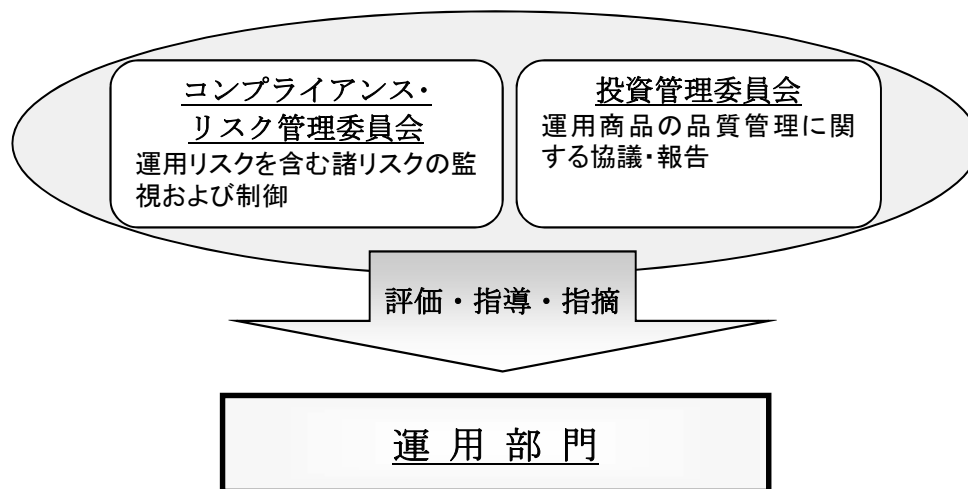 コンプライアンス・
リスク管理委員会
運用リスクを含む諸リスクの監
視および制御
投資管理委員会
運用商品の品質管理に関
する協議・報告
評価・指導・指摘
運 用 部 門